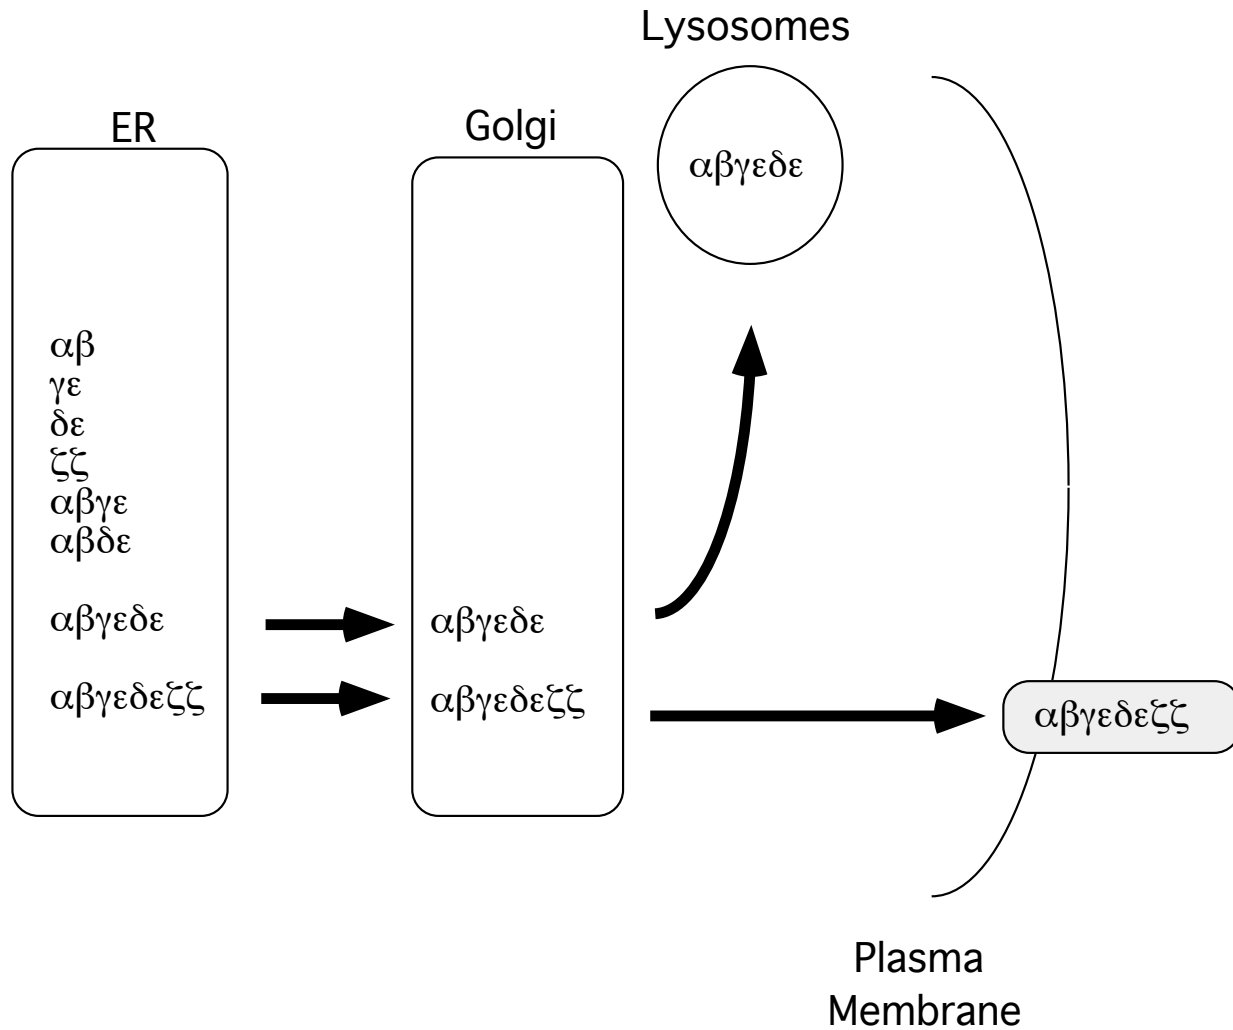 Lysosomes
ER
Golgi
αβγεδε
αβ
γε
δε
ζζ
αβγε
αβδε
αβγεδε
αβγεδε
αβγεδεζζ
αβγεδεζζ
αβγεδεζζ
Plasma
Membrane